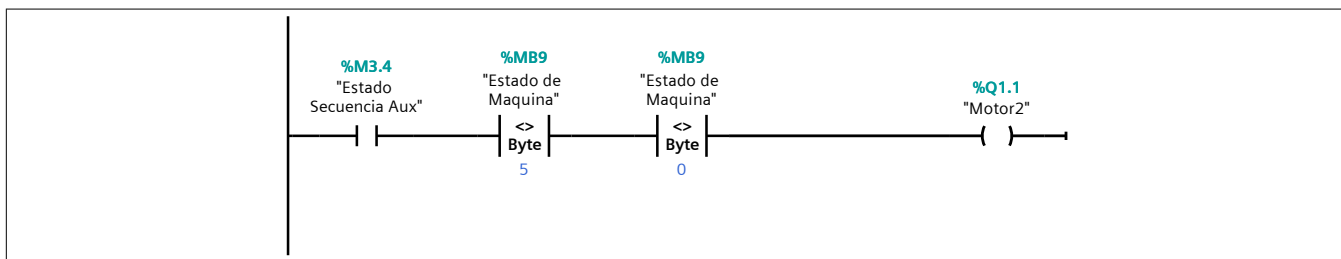 %M3.4
"Estado
Secuencia Aux"
%MB9
"Estado de
Maquina"
<>
Byte
5
%MB9
"Estado de
Maquina"
<>
Byte
0
%Q1.1
"Motor2"